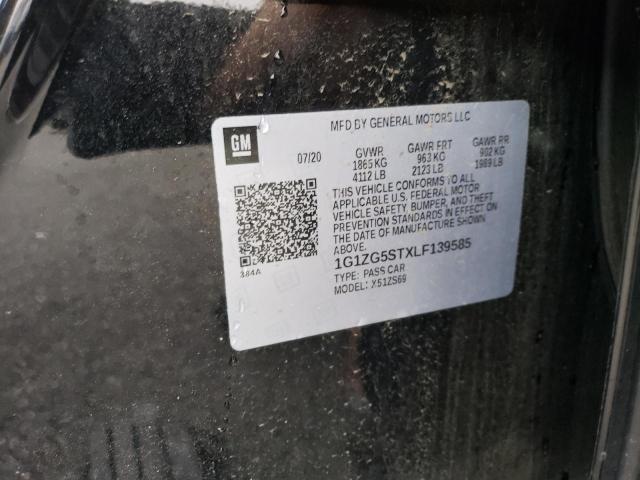 MFD BY GENERAL MOTORS LLC
GM
07/20
GVWR GAWR FRT GAWR RR
1865 KG 963 KG 902 KG
4112 LB 2123 LB 1989 LB
THIS VEHICLE CONFORMS TO ALL
APPLICABLE U.S. FEDERAL MOTOR
VEHICLE SAFETY, BUMPER, AND THEFT
PREVENTION STANDARDS IN EFFECT ON
THE DATE OF MANUFACTURE SHOWN
ABOVE.
384A
1G1ZG5STXLF139585
TYPE: PASS CAR
MODEL: X51ZS69